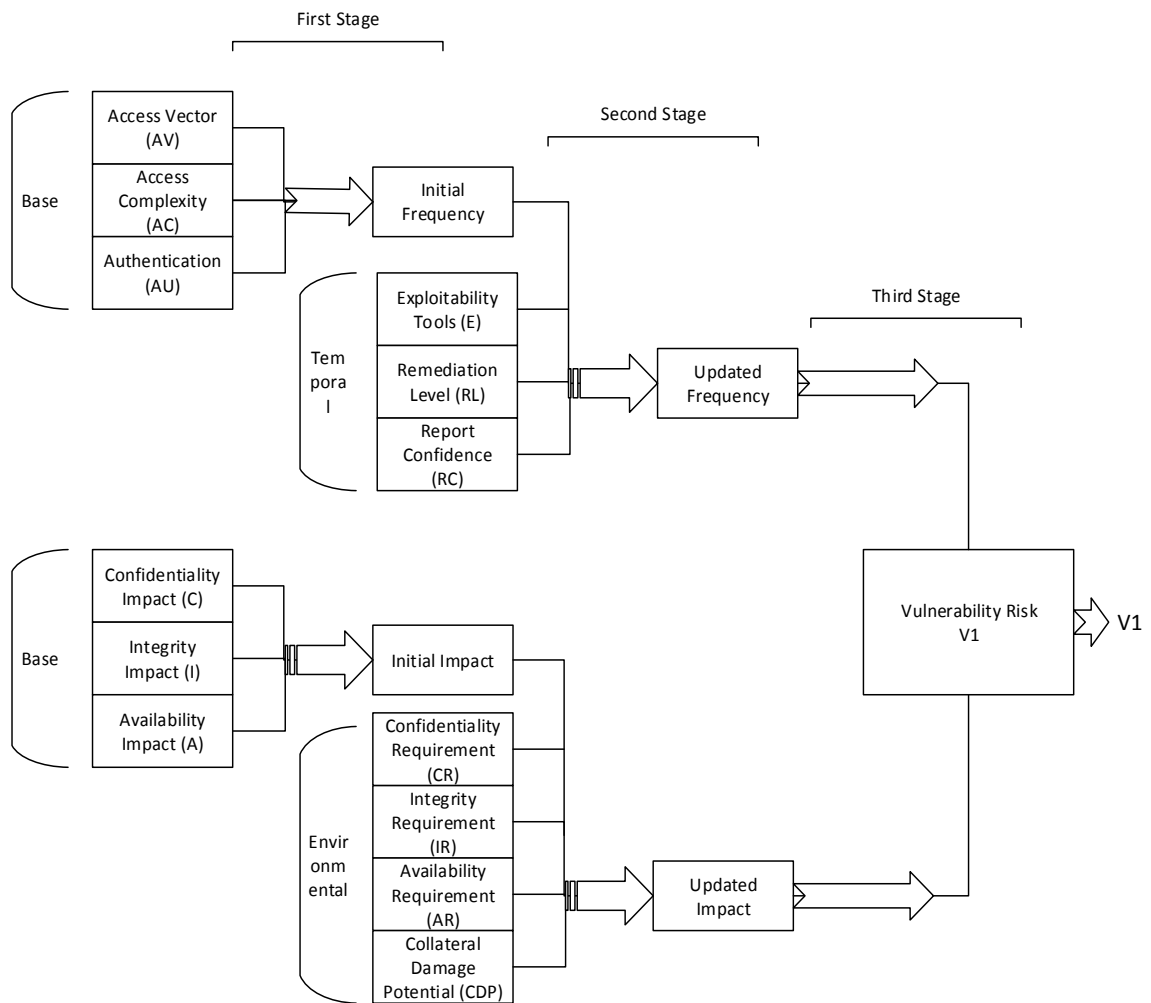 First Stage
Second Stage
Third Stage
Base
Access Vector
(AV)
Access
Complexity
(AC)
Authentication
(AU)
Initial
Frequency
Tem
pora
l
Exploitability
Tools (E)
Remediation
Level (RL)
Report
Confidence
(RC)
Updated
Frequency
Base
Confidentiality
Impact (C)
Integrity
Impact (I)
Availability
Impact (A)
Initial Impact
Envir
onm
ental
Confidentiality
Requirement
(CR)
Integrity
Requirement
(IR)
Availability
Requirement
(AR)
Collateral
Damage
Potential (CDP)
Updated
Impact
Vulnerability Risk
V1
V1